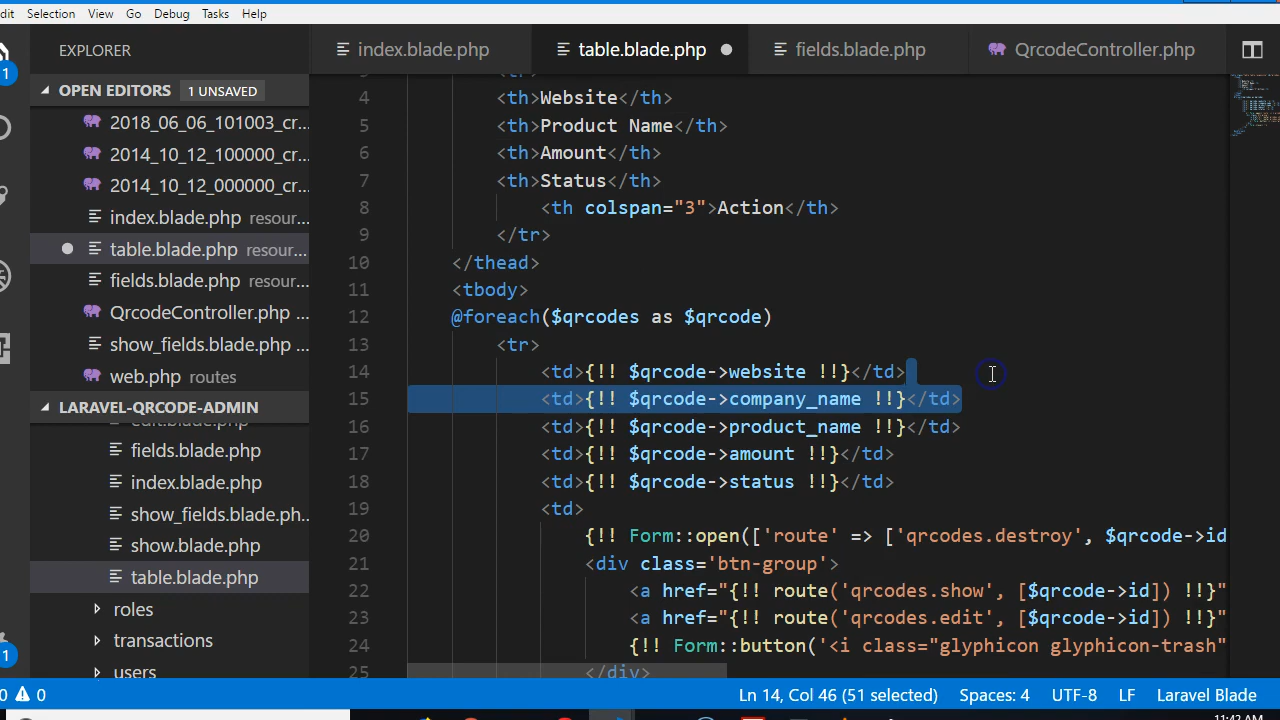 Selection View Go Debug Tasks Help
EXPLORER
index.blade.php
table.blade.php
fields.blade.php
QrcodeController.php
OPEN EDITORS 1 UNSAVED
2018_06_06_101003_cr...
2014_10_12_100000_cr...
2014_10_12_000000_cr...
index.blade.php resour...
table.blade.php resour...
fields.blade.php resour...
QrcodeController.php ...
show_fields.blade.php ...
web.php routes
LARAVEL-QRCODE-ADMIN
edit.blade.php
fields.blade.php
index.blade.php
show_fields.blade.ph...
show.blade.php
table.blade.php
roles
transactions
users
1
1
4 <th>Website</th>
5 <th>Product Name</th>
6 <th>Amount</th>
7 <th>Status</th>
8 <th colspan="3">Action</th>
9 </tr>
10 </thead>
11 <tbody>
12 @foreach($qrcodes as $qrcode)
13 <tr>
14 <td>{!! $qrcode->website !!}</td>
15 <td>{!! $qrcode->company_name !!}</td>
16 <td>{!! $qrcode->product_name !!}</td>
17 <td>{!! $qrcode->amount !!}</td>
18 <td>{!! $qrcode->status !!}</td>
19 <td>
20 {!! Form::open(['route' => ['qrcodes.destroy', $qrcode->id
21 <div class='btn-group'>
22 <a href="{!! route('qrcodes.show', [$qrcode->id]) !!}"
23 <a href="{!! route('qrcodes.edit', [$qrcode->id]) !!}"
24 {!! Form::button('<i class="glyphicon glyphicon-trash"
25 </div>
0 0
Ln 14, Col 46 (51 selected) Spaces: 4 UTF-8 LF Laravel Blade
11:42 AM